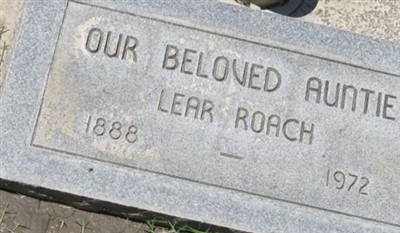 OUR BELOVED AUNTIE
LEAR ROACH
1888 — 1972